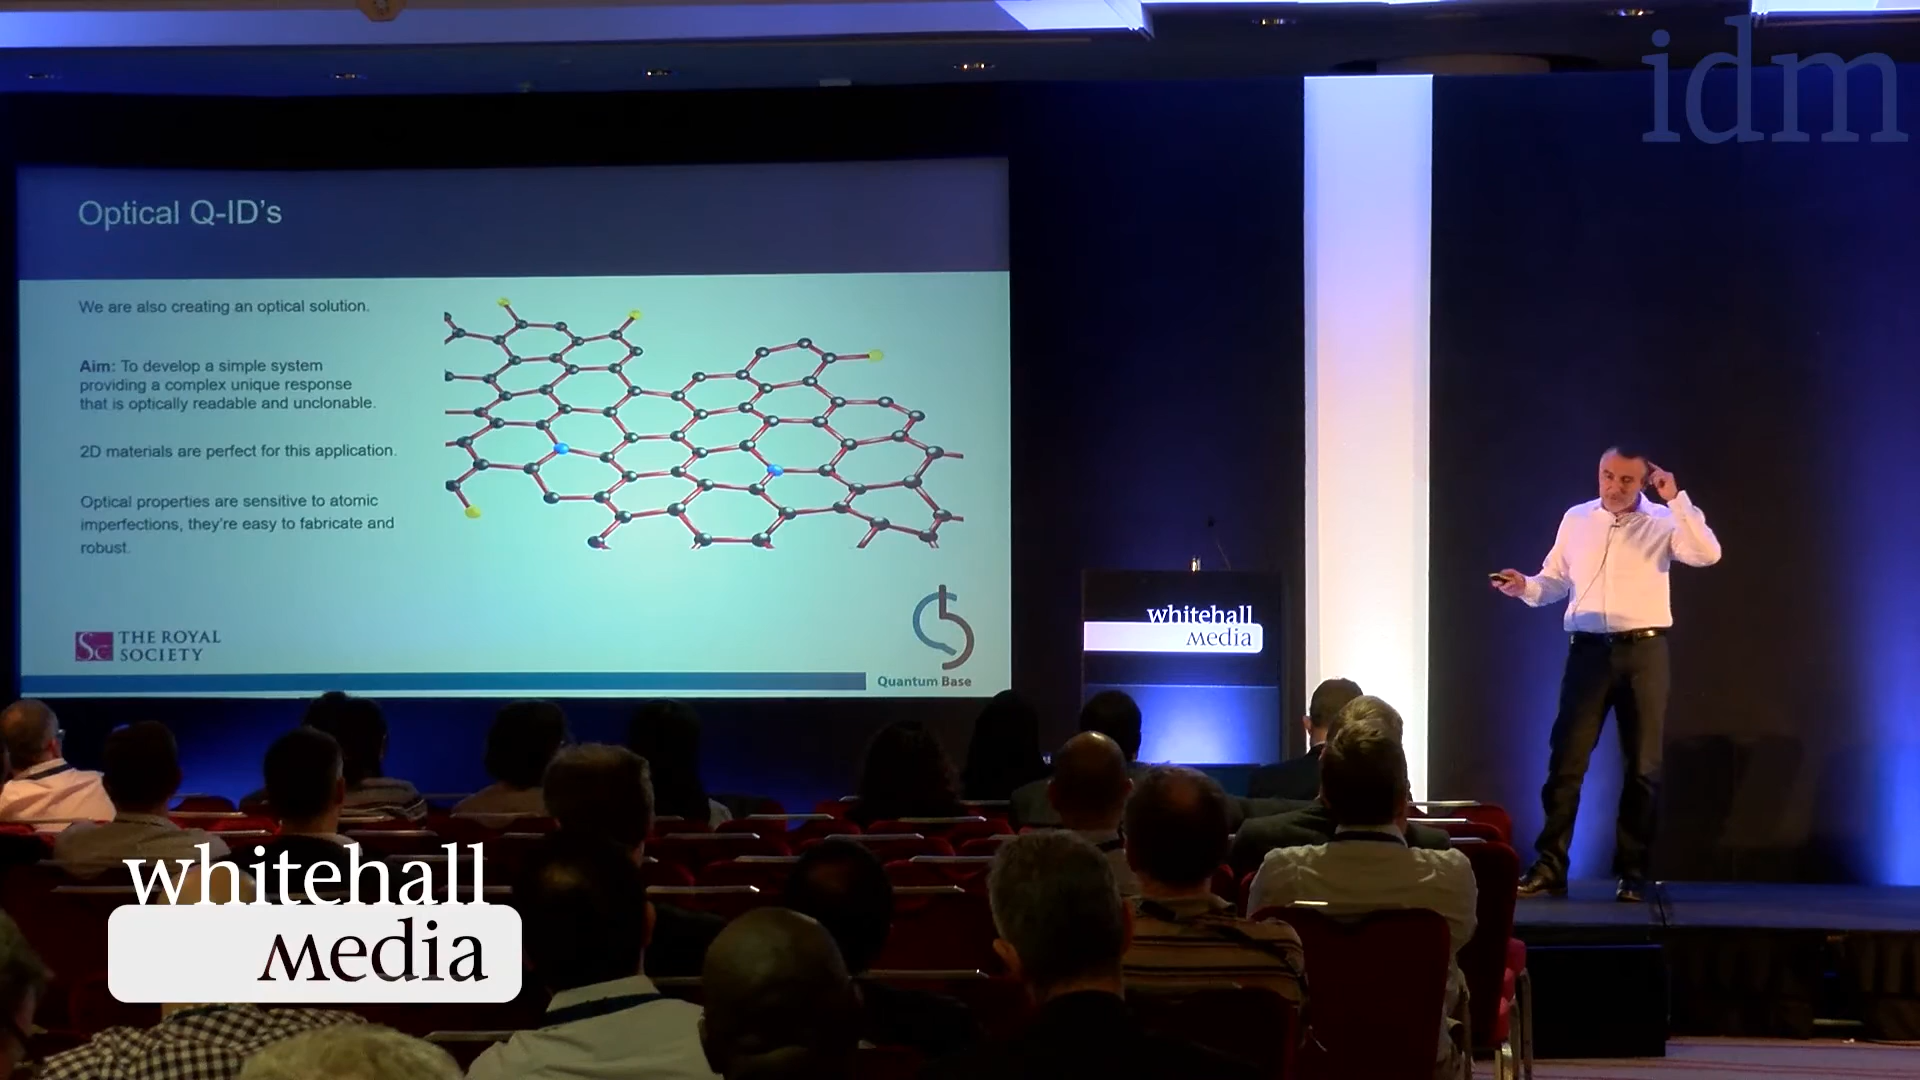 idm
Optical Q-ID's
We are also creating an optical solution.
Aim: To develop a simple system
providing a complex unique response
that is optically readable and unclonable.
2D materials are perfect for this application.
Optical properties are sensitive to atomic
imperfections, they're easy to fabricate and
robust.
Sc THE ROYAL
SOCIETY
Quantum Base
whitehall
media
whitehall
media